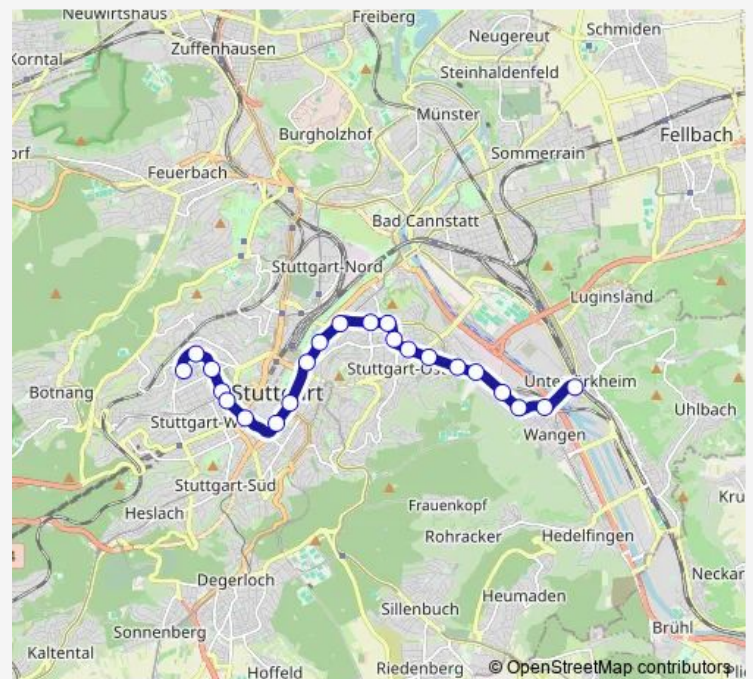 Neuwirtshaus
Freiberg
Schmiden
Neugereut
Zuffenhausen
Korntal
Steinhaldenfeld
Münster
Burgholzhof
Fellbach
orf
Sommerrain
Feuerbach
Bad Cannstatt
Stuttgart-Nord
Luginsland
Botnang
Stuttgart
Uhlbach
Wangen
Stuttgart-Süd
Kru
Frauenkopf
Heslach
Rohracker
Hedelfingen
Neckar
Degerloch
Heumaden
Sillenbuch
Brühl
Sonnenberg
Kaltental
Hoffeld
Riedenberg
© OpenStreetMap contributors